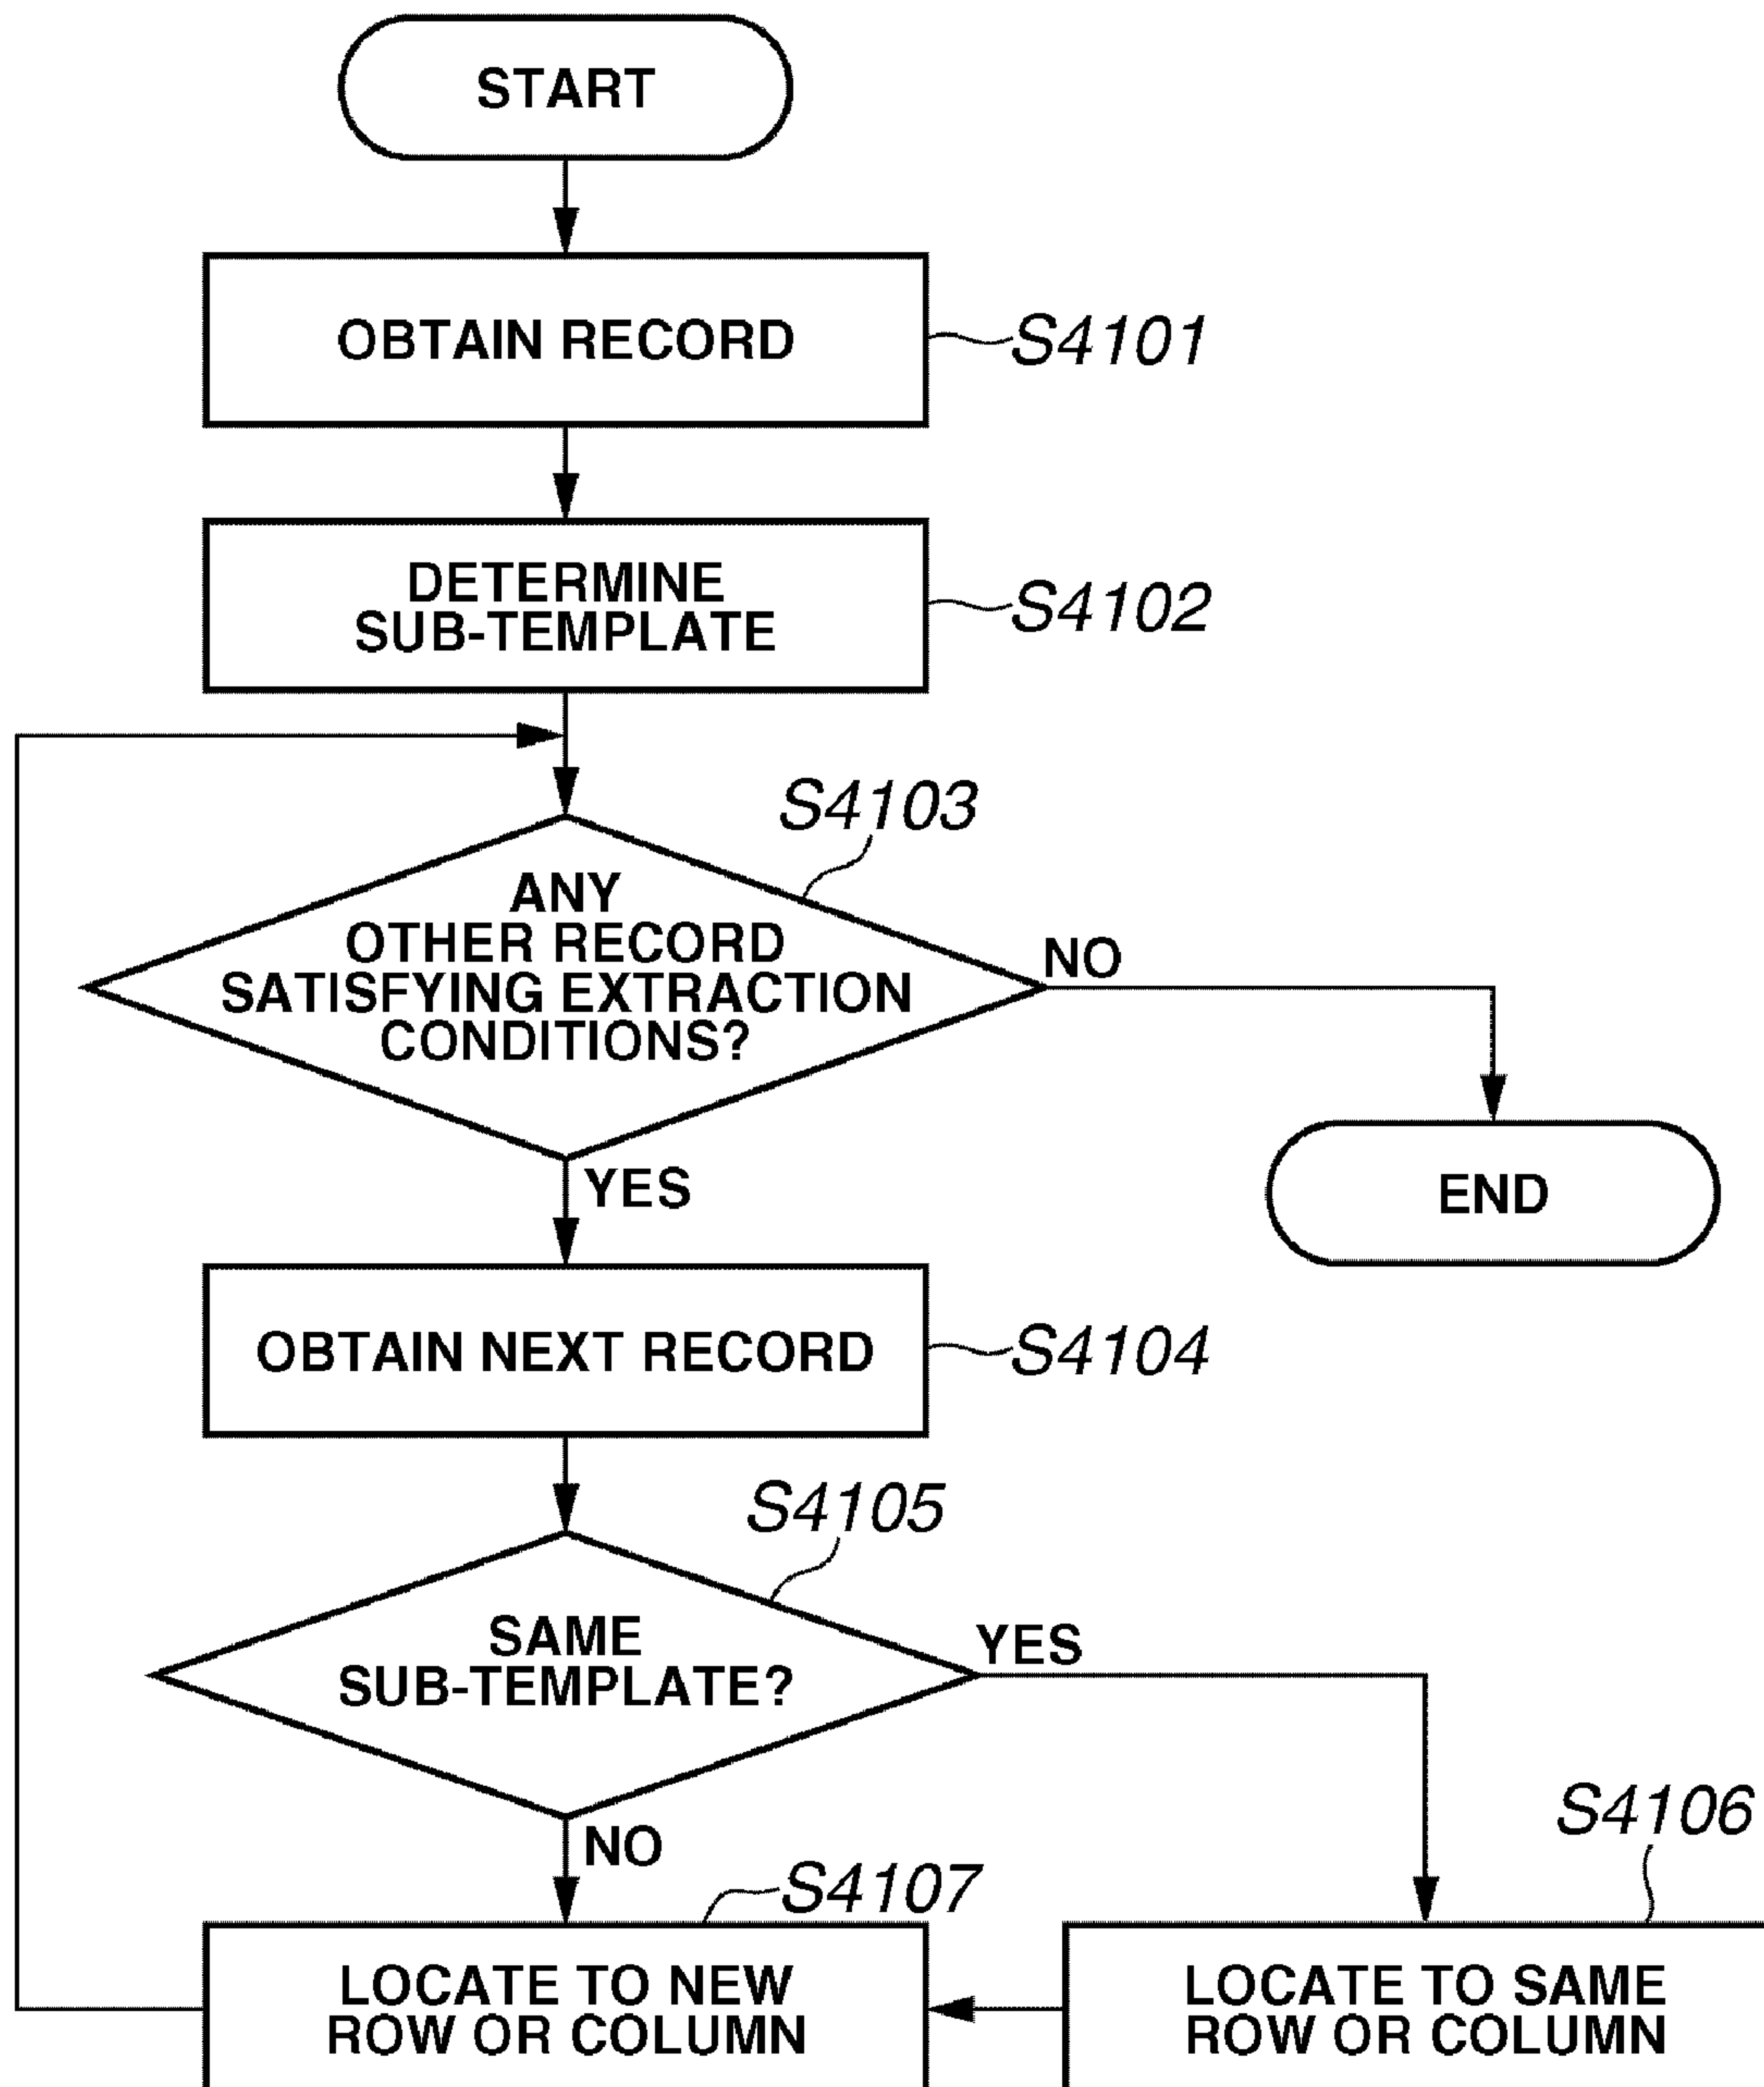 START
OBTAIN RECORD
S4101
DETERMINE
SUB-TEMPLATE
S4102
S4103
ANY
OTHER RECORD
SATISFYING EXTRACTION
CONDITIONS?
NO
YES
END
OBTAIN NEXT RECORD
S4104
S4105
SAME
SUB-TEMPLATE?
YES
NO
S4106
S4107
LOCATE TO NEW
ROW OR COLUMN
LOCATE TO SAME
ROW OR COLUMN